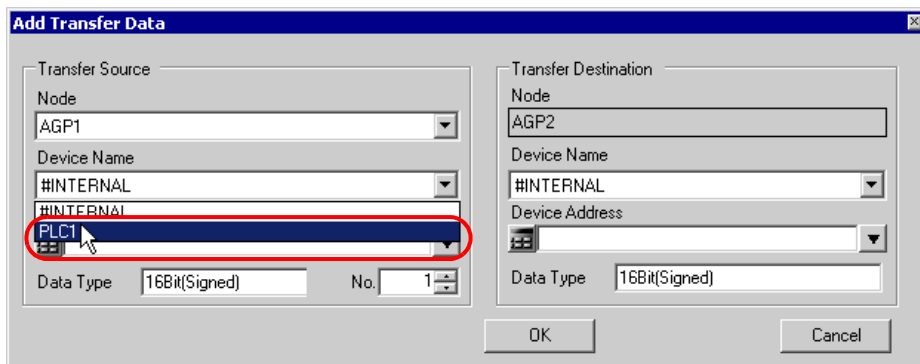 Add Transfer Data
Transfer Source
Node
AGP1
Device Name
#INTERNAL
#INTERNAL
PLC1
Data Type 16Bit(Signed) No. 1
Transfer Destination
Node
AGP2
Device Name
#INTERNAL
Device Address
Data Type 16Bit(Signed)
OK Cancel